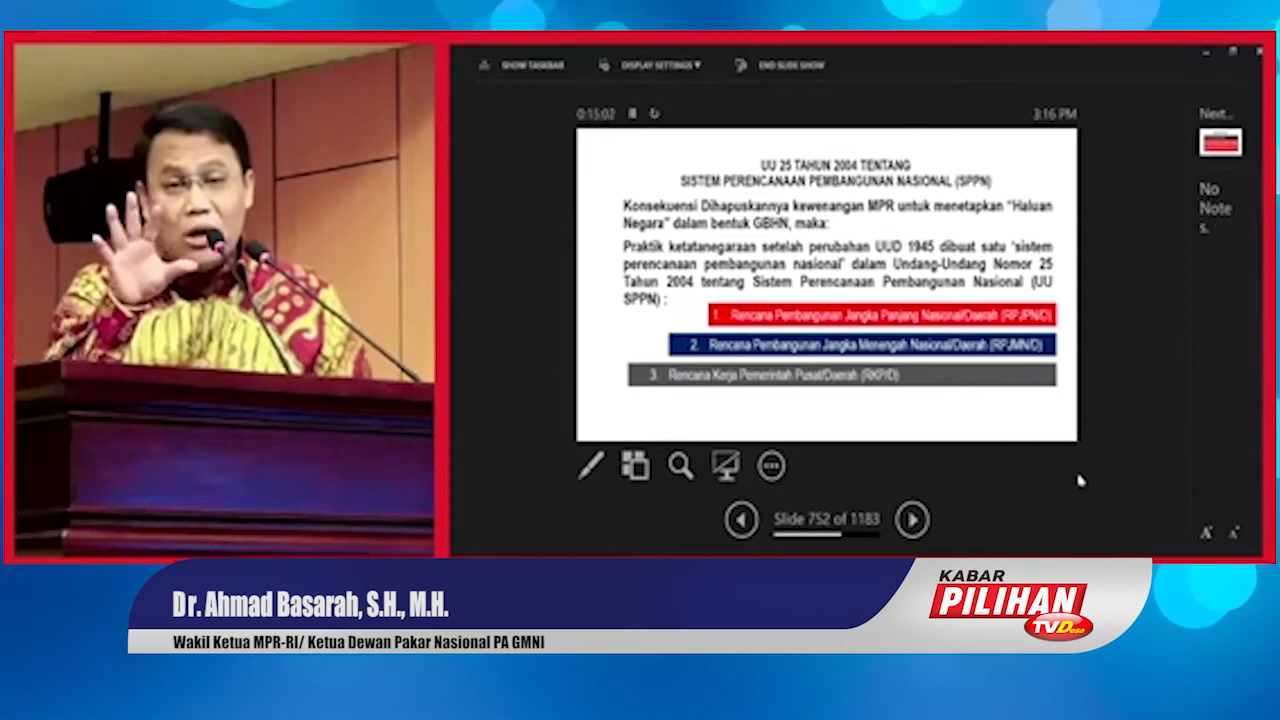 SHOW TASKBAR
DISPLAY SETTINGS ▼
END SLIDE SHOW
0:15:02
3:16 PM
Next...
No
Note
s.
UU 25 TAHUN 2004 TENTANG
SISTEM PERENCANAAN PEMBANGUNAN NASIONAL (SPPN)
Konsekuensi Dihapuskannya kewenangan MPR untuk menetapkan "Haluan
Negara" dalam bentuk GBHN, maka:
Praktik ketatanegaraan setelah perubahan UUD 1945 dibuat satu 'sistem
perencanaan pembangunan nasional' dalam Undang-Undang Nomor 25
Tahun 2004 tentang Sistem Perencanaan Pembangunan Nasional (UU
SPPN) :
1. Rencana Pembangunan Jangka Panjang Nasional/Daerah (RPJPN/D)
2. Rencana Pembangunan Jangka Menengah Nasional/Daerah (RPJMN/D)
3. Rencana Kerja Pemerintah Pusat/Daerah (RKP/D)
Slide 752 of 1183
A A
Dr. Ahmad Basarah, S.H., M.H.
Wakil Ketua MPR-RI/ Ketua Dewan Pakar Nasional PA GMNI
KABAR
PILIHAN
TVDesa